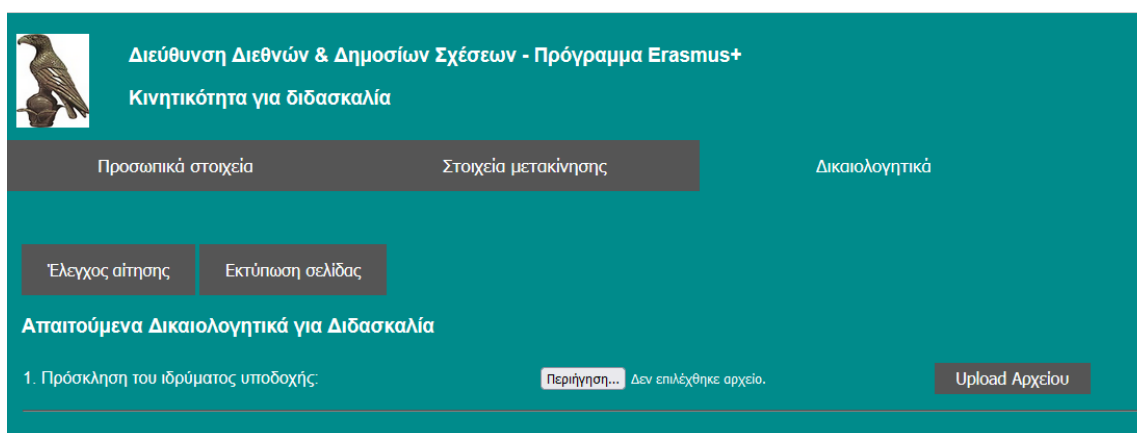 Διεύθυνση Διεθνών & Δημοσίων Σχέσεων - Πρόγραμμα Erasmus+
Κινητικότητα για διδασκαλία
Προσωπικά στοιχεία Στοιχεία μετακίνησης Δικαιολογητικά
Έλεγχος αίτησης Εκτύπωση σελίδας
Απαιτούμενα Δικαιολογητικά για Διδασκαλία
1. Πρόσκληση του ιδρύματος υποδοχής: Περιήγηση... Δεν επιλέχθηκε αρχείο. Upload Αρχείου